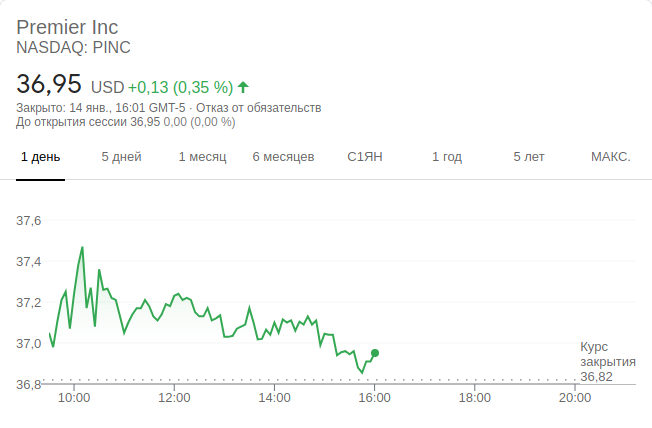 Premier Inc
NASDAQ: PINC
36,95 USD +0,13 (0,35 %)
Закрыто: 14 янв., 16:01 GMT-5 · Отказ от обязательств
До открытия сессии 36,95 0,00 (0,00 %)
1 день 5 дней 1 месяц 6 месяцев С1ЯН 1 год 5 лет МАКС.
37,6
37,4
37,2
37,0
Курс
закрытия
36,82
36,8
10:00 12:00 14:00 16:00 18:00 20:00